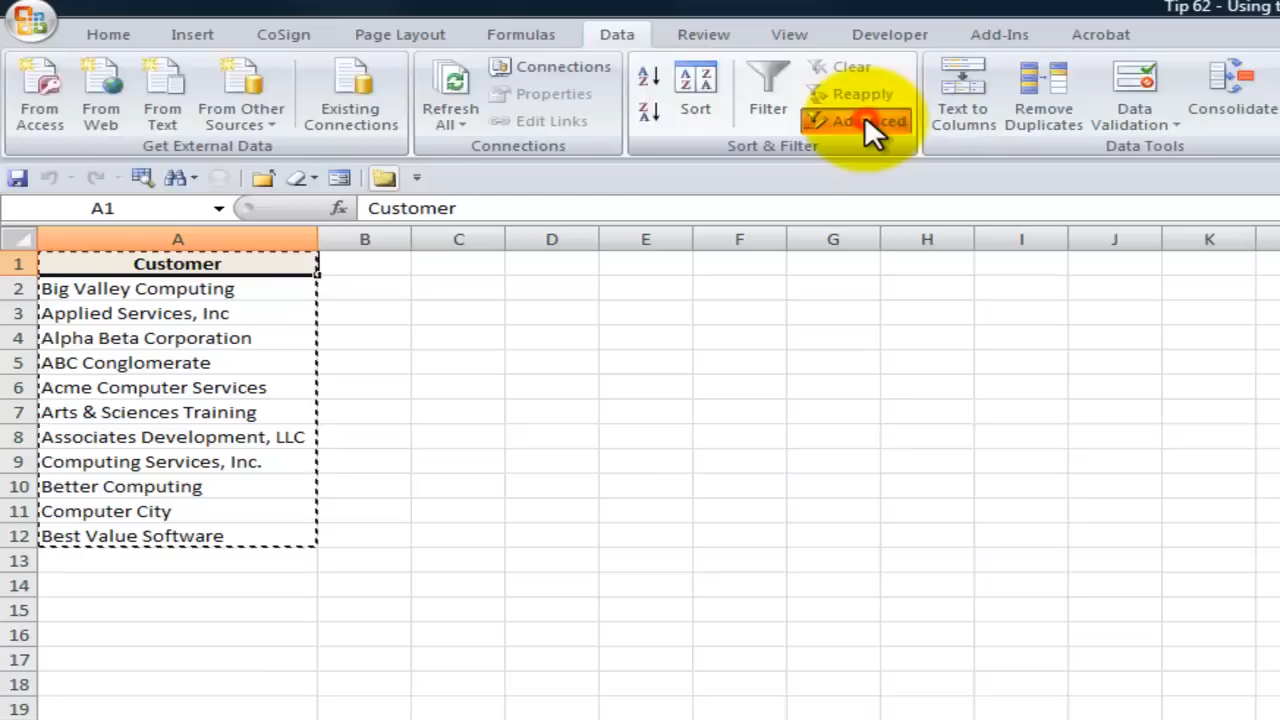 Tip 62 - Using t
Home Insert CoSign Page Layout Formulas Data Review View Developer Add-Ins Acrobat
From Access
From Web
From Text
From Other Sources
Existing Connections
Get External Data
Refresh All
Connections
Properties
Edit Links
Connections
Sort
Filter
Clear
Reapply
Sort & Filter
Text to Columns
Remove Duplicates
Data Validation
Consolidate
Data Tools
A1 fx Customer
A B C D E F G H I J K
1 Customer
2 Big Valley Computing
3 Applied Services, Inc
4 Alpha Beta Corporation
5 ABC Conglomerate
6 Acme Computer Services
7 Arts & Sciences Training
8 Associates Development, LLC
9 Computing Services, Inc.
10 Better Computing
11 Computer City
12 Best Value Software
13
14
15
16
17
18
19